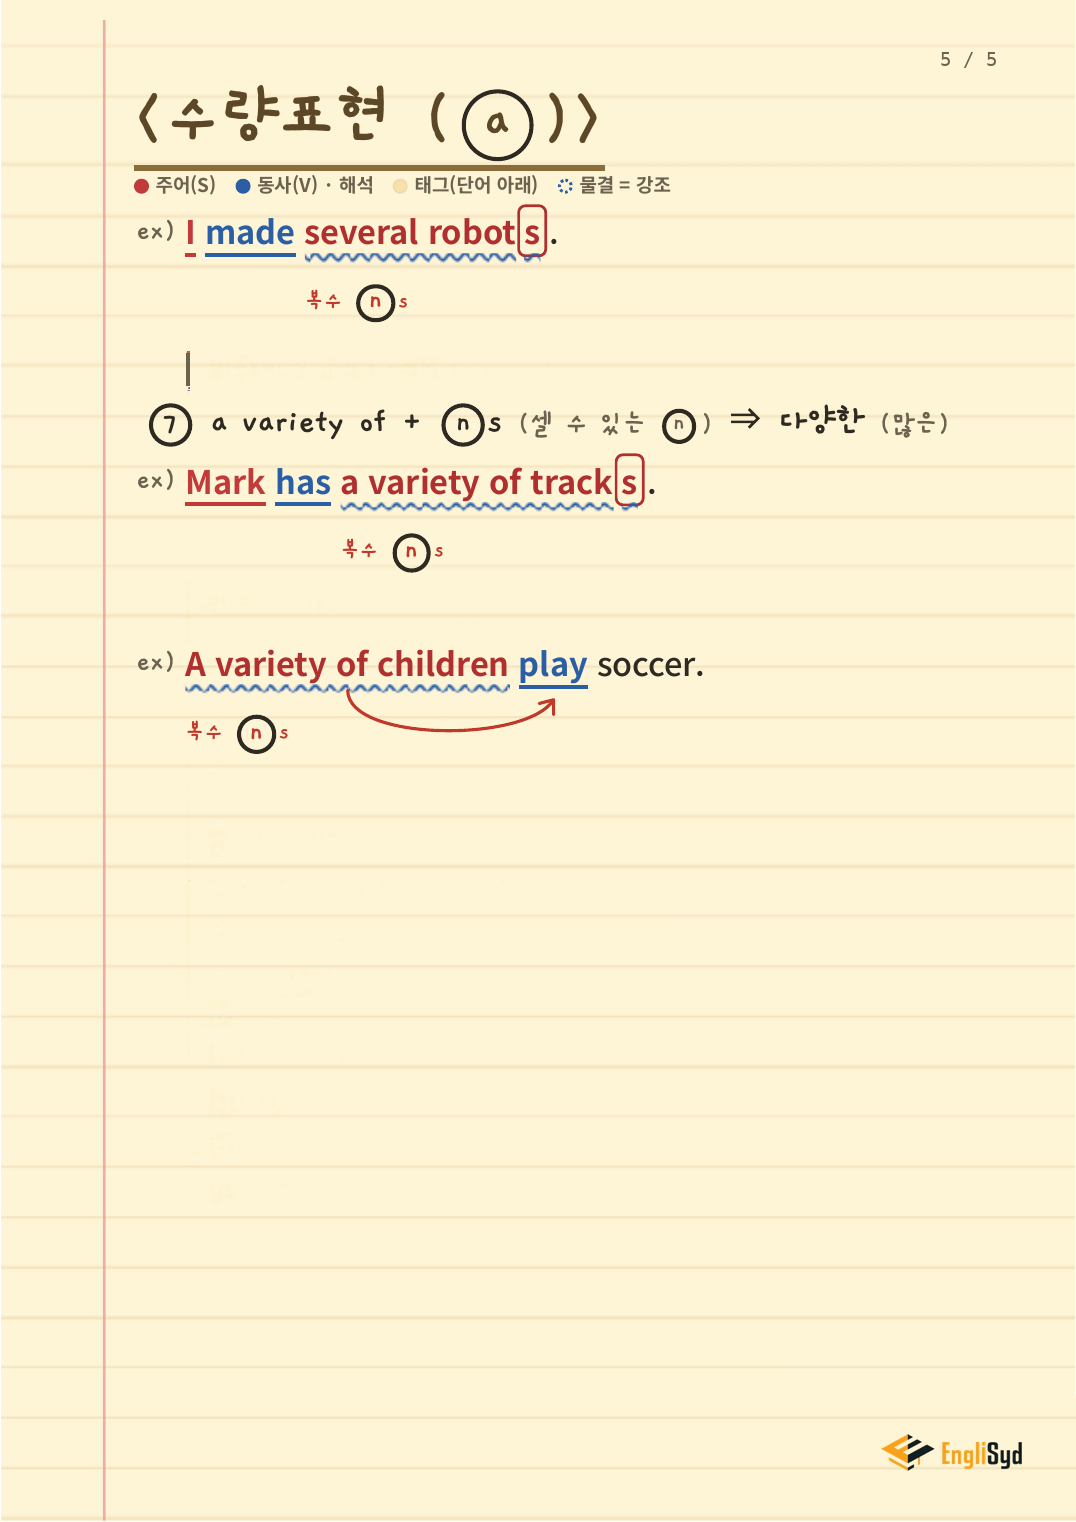 5 / 5
<수량표현 (a)>
주어(S) 동사(V) · 해석 태그(단어 아래) 물결 = 강조
ex) I made several robots.
복수 n s
7 a variety of + n s (셀 수 있는 n) ⇒ 다양한 (많은)
ex) Mark has a variety of tracks.
복수 n s
ex) A variety of children play soccer.
복수 n s
EngliSyd